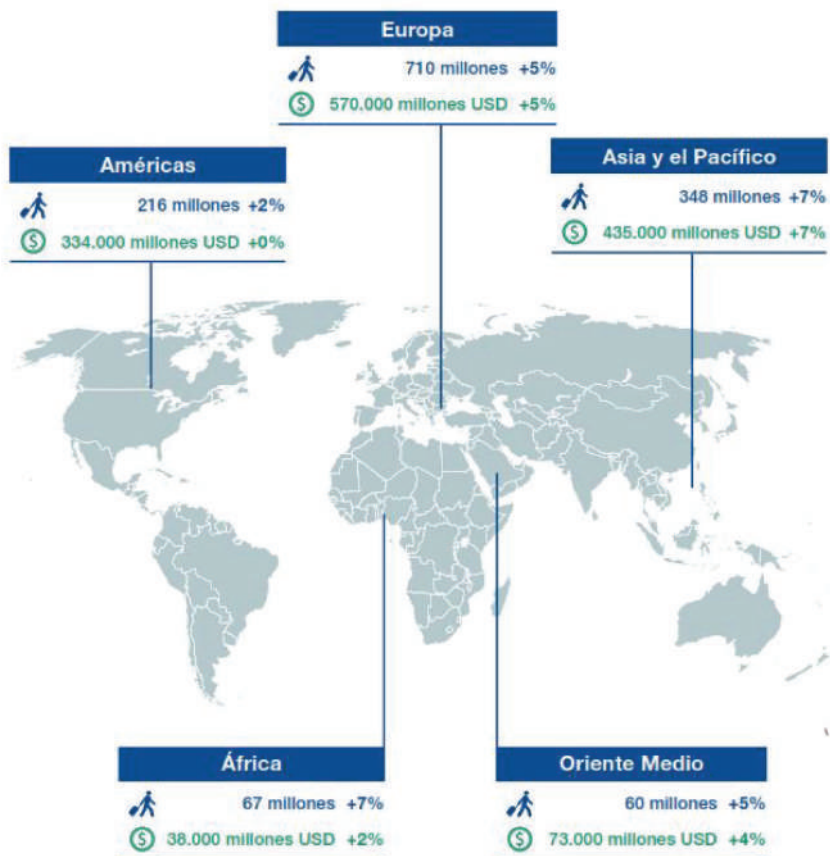 Europa
710 millones +5%
570.000 millones USD +5%
Américas
216 millones +2%
334.000 millones USD +0%
Asia y el Pacífico
348 millones +7%
435.000 millones USD +7%
África
67 millones +7%
38.000 millones USD +2%
Oriente Medio
60 millones +5%
73.000 millones USD +4%